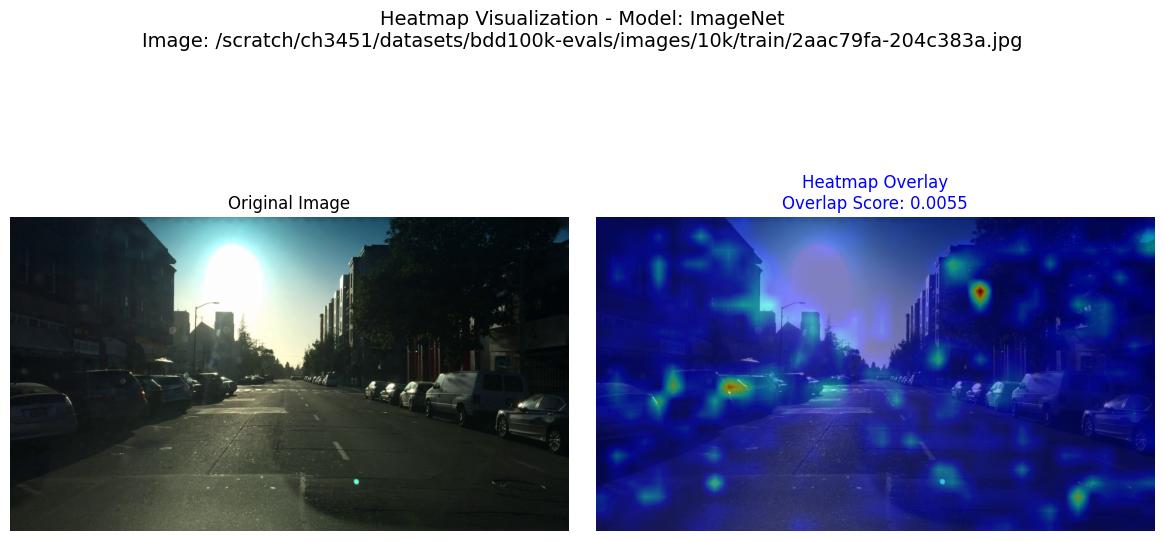 Heatmap Visualization - Model: ImageNet
Image: /scratch/ch3451/datasets/bdd100k-evals/images/10k/train/2aac79fa-204c383a.jpg
Original Image
Heatmap Overlay
Overlap Score: 0.0055